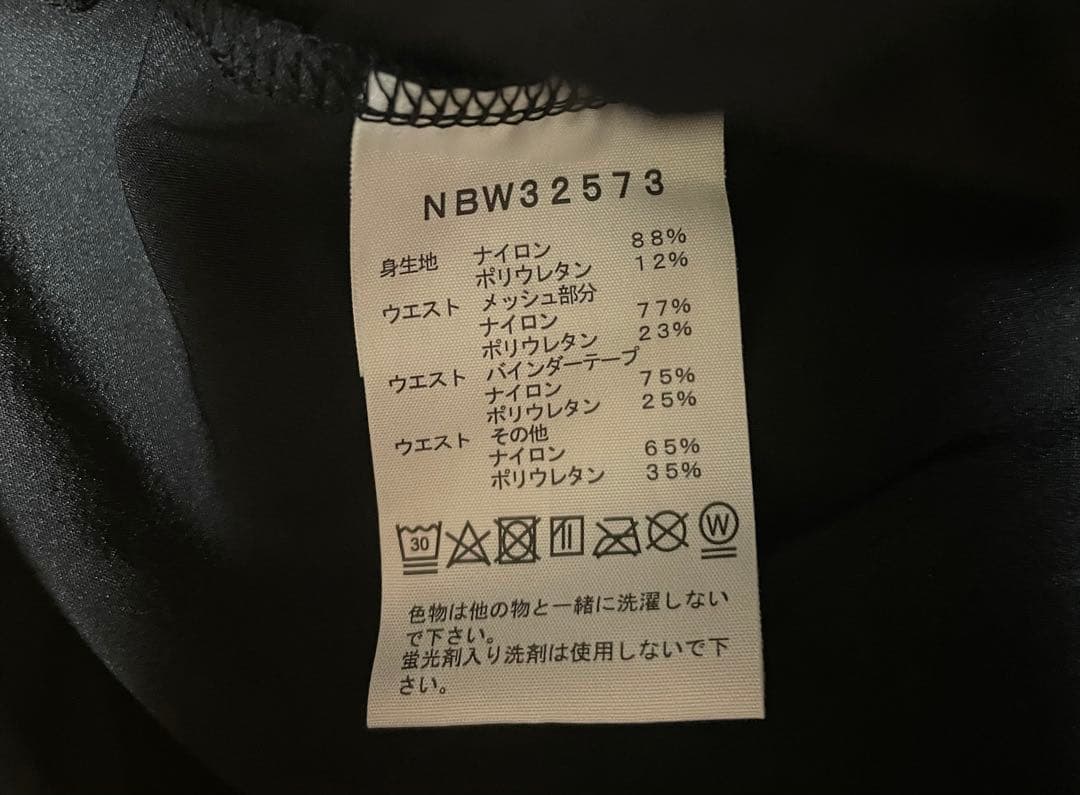 NBW32573
身生地 ナイロン 88%
ポリウレタン 12%
ウエスト メッシュ部分
ナイロン 77%
ポリウレタン 23%
ウエスト バインダーテープ
ナイロン 75%
ポリウレタン 25%
ウエスト その他
ナイロン 65%
ポリウレタン 35%
30 W
色物は他の物と一緒に洗濯しない
で下さい。
蛍光剤入り洗剤は使用しないで下
さい。